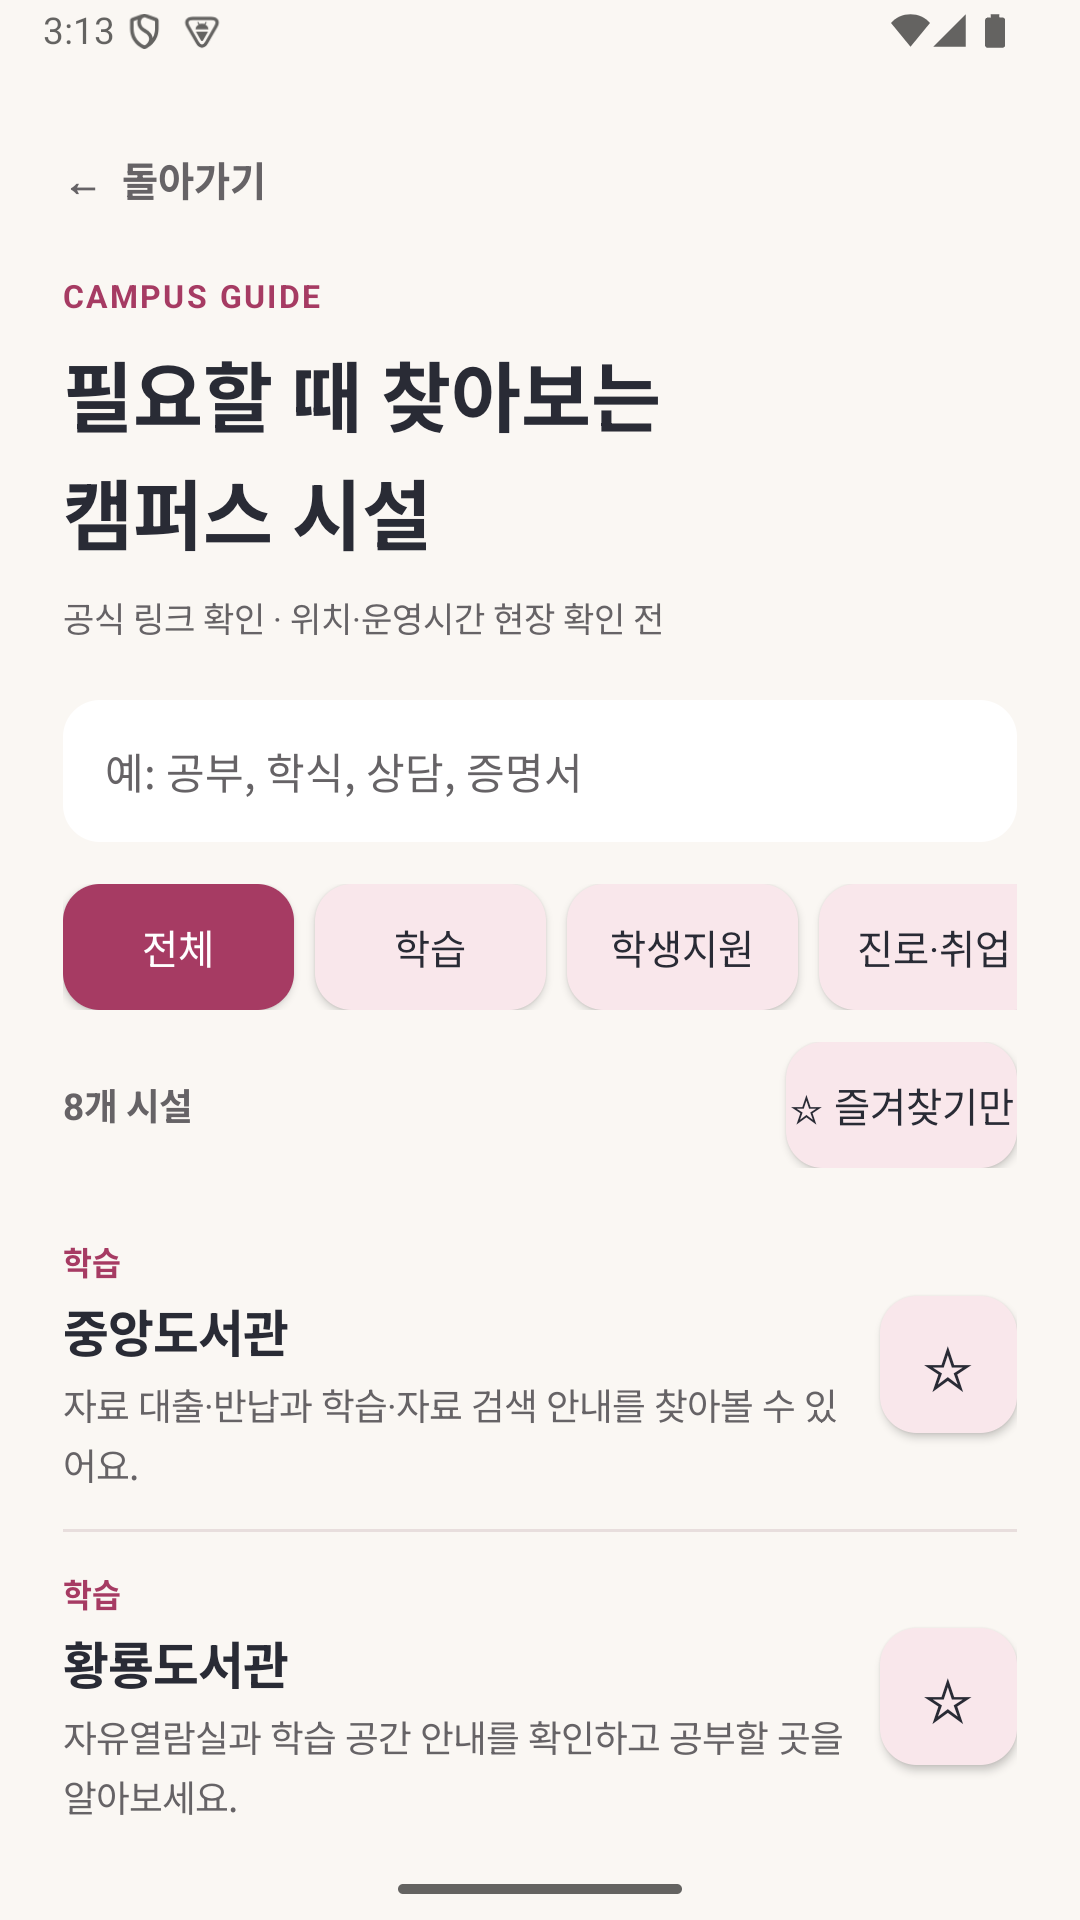 3:13
← 돌아가기
CAMPUS GUIDE
필요할 때 찾아보는
캠퍼스 시설
공식 링크 확인 · 위치·운영시간 현장 확인 전
예: 공부, 학식, 상담, 증명서
전체 학습 학생지원 진로·취업
8개 시설 ☆ 즐겨찾기만
학습
중앙도서관
☆
자료 대출·반납과 학습·자료 검색 안내를 찾아볼 수 있
어요.
학습
황룡도서관
☆
자유열람실과 학습 공간 안내를 확인하고 공부할 곳을
알아보세요.